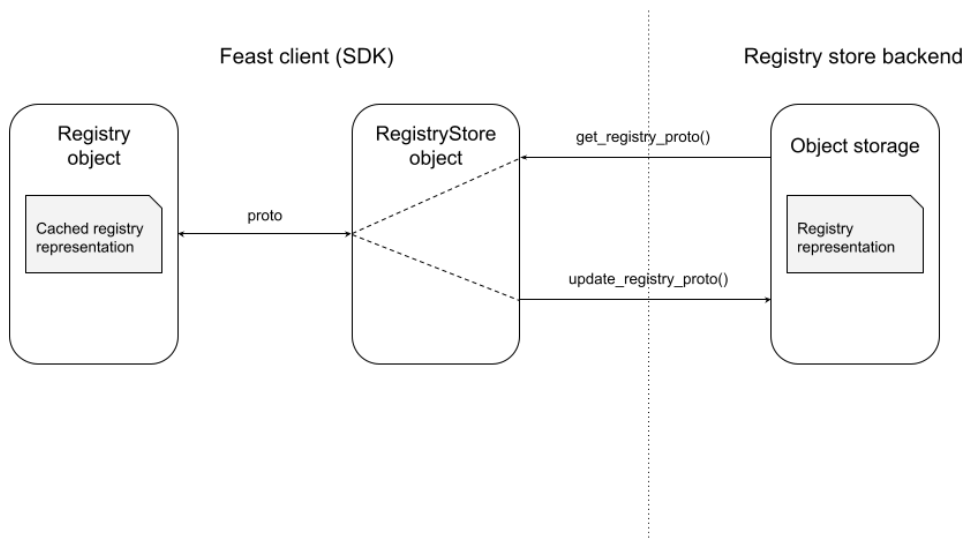 Feast client (SDK)
Registry store backend
Registry
object
Cached registry
representation
proto
RegistryStore
object
get_registry_proto()
update_registry_proto()
Object storage
Registry
representation